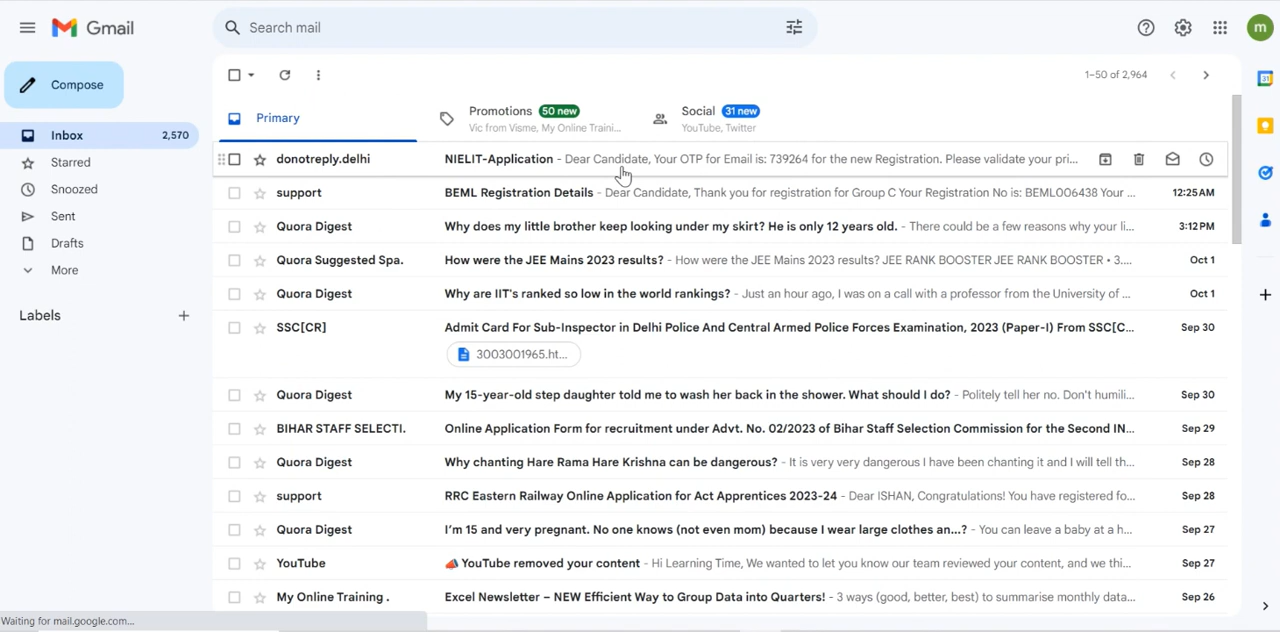 Gmail
Search mail
m
Compose
1–50 of 2,964
31
Primary
Promotions 50 new
Vic from Visme, My Online Traini...
Social 31 new
YouTube, Twitter
Inbox 2,570
Starred
Snoozed
Sent
Drafts
More
Labels
donotreply.delhi NIELIT-Application - Dear Candidate, Your OTP for Email is: 739264 for the new Registration. Please validate your pri...
support BEML Registration Details - Dear Candidate, Thank you for registration for Group C Your Registration No is: BEML006438 Your ... 12:25 AM
Quora Digest Why does my little brother keep looking under my skirt? He is only 12 years old. - There could be a few reasons why your li... 3:12 PM
Quora Suggested Spa. How were the JEE Mains 2023 results? - How were the JEE Mains 2023 results? JEE RANK BOOSTER JEE RANK BOOSTER • 3.... Oct 1
Quora Digest Why are IIT's ranked so low in the world rankings? - Just an hour ago, I was on a call with a professor from the University of ... Oct 1
SSC[CR] Admit Card For Sub-Inspector in Delhi Police And Central Armed Police Forces Examination, 2023 (Paper-I) From SSC[C... Sep 30
3003001965.ht...
Quora Digest My 15-year-old step daughter told me to wash her back in the shower. What should I do? - Politely tell her no. Don't humili... Sep 30
BIHAR STAFF SELECTI. Online Application Form for recruitment under Advt. No. 02/2023 of Bihar Staff Selection Commission for the Second IN... Sep 29
Quora Digest Why chanting Hare Rama Hare Krishna can be dangerous? - It is very very dangerous I have been chanting it and I will tell th... Sep 28
support RRC Eastern Railway Online Application for Act Apprentices 2023-24 - Dear ISHAN, Congratulations! You have registered fo... Sep 28
Quora Digest I'm 15 and very pregnant. No one knows (not even mom) because I wear large clothes an...? - You can leave a baby at a h... Sep 27
YouTube 📣 YouTube removed your content - Hi Learning Time, We wanted to let you know our team reviewed your content, and we thi... Sep 27
My Online Training . Excel Newsletter – NEW Efficient Way to Group Data into Quarters! - 3 ways (good, better, best) to summarise monthly data... Sep 26
Waiting for mail.google.com...